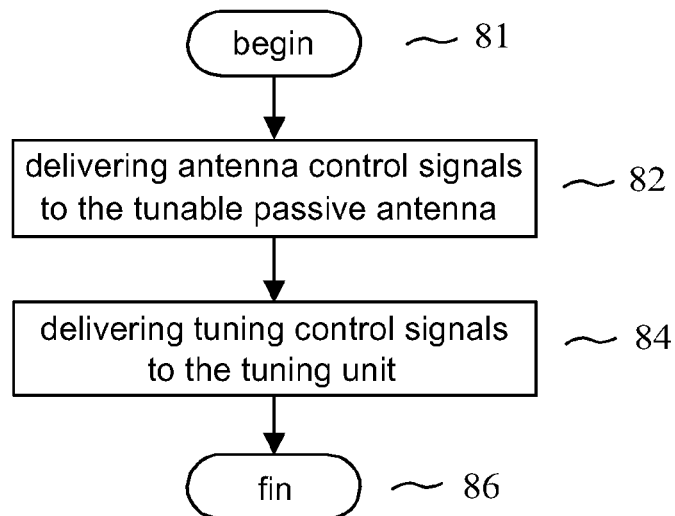 begin
81
delivering antenna control signals
to the tunable passive antenna
82
delivering tuning control signals
to the tuning unit
84
fin
86